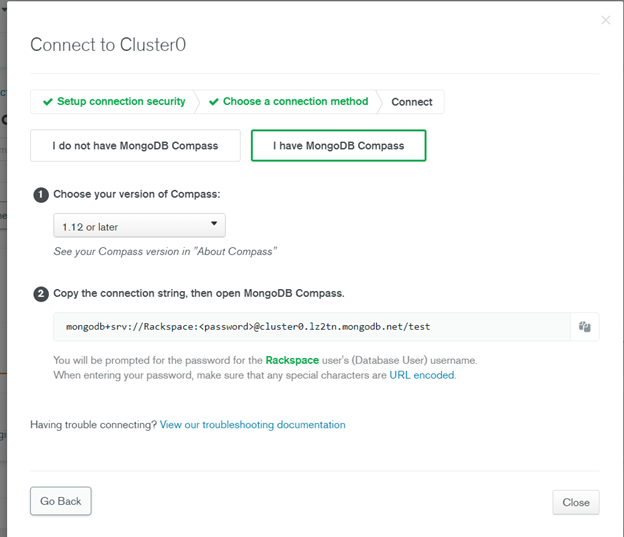 Connect to Cluster0
Setup connection security
Choose a connection method
Connect
I do not have MongoDB Compass
I have MongoDB Compass
1 Choose your version of Compass:
1.12 or later
See your Compass version in "About Compass"
2 Copy the connection string, then open MongoDB Compass.
mongodb+srv://Rackspace:<password>@cluster0.lz2tn.mongodb.net/test
You will be prompted for the password for the Rackspace user's (Database User) username.
When entering your password, make sure that any special characters are URL encoded.
Having trouble connecting? View our troubleshooting documentation
Go Back
Close